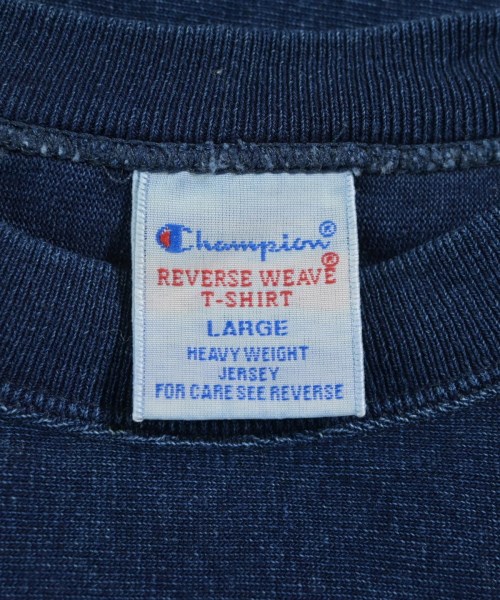 Champion®
REVERSE WEAVE®
T-SHIRT
LARGE
HEAVY WEIGHT
JERSEY
FOR CARE SEE REVERSE